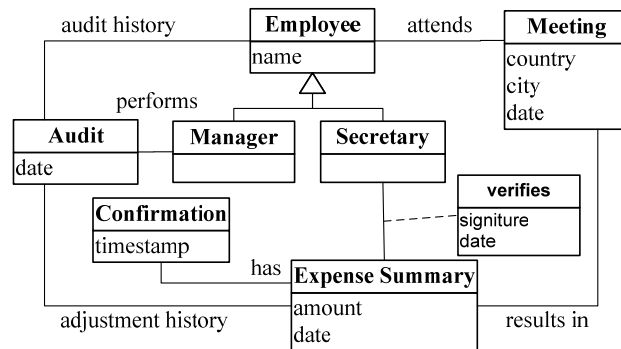 audit history
Employee
name
attends
Meeting
country
city
date
performs
Audit
date
Manager
Secretary
verifies
signiture
date
Confirmation
timestamp
has
Expense Summary
amount
date
adjustment history
results in